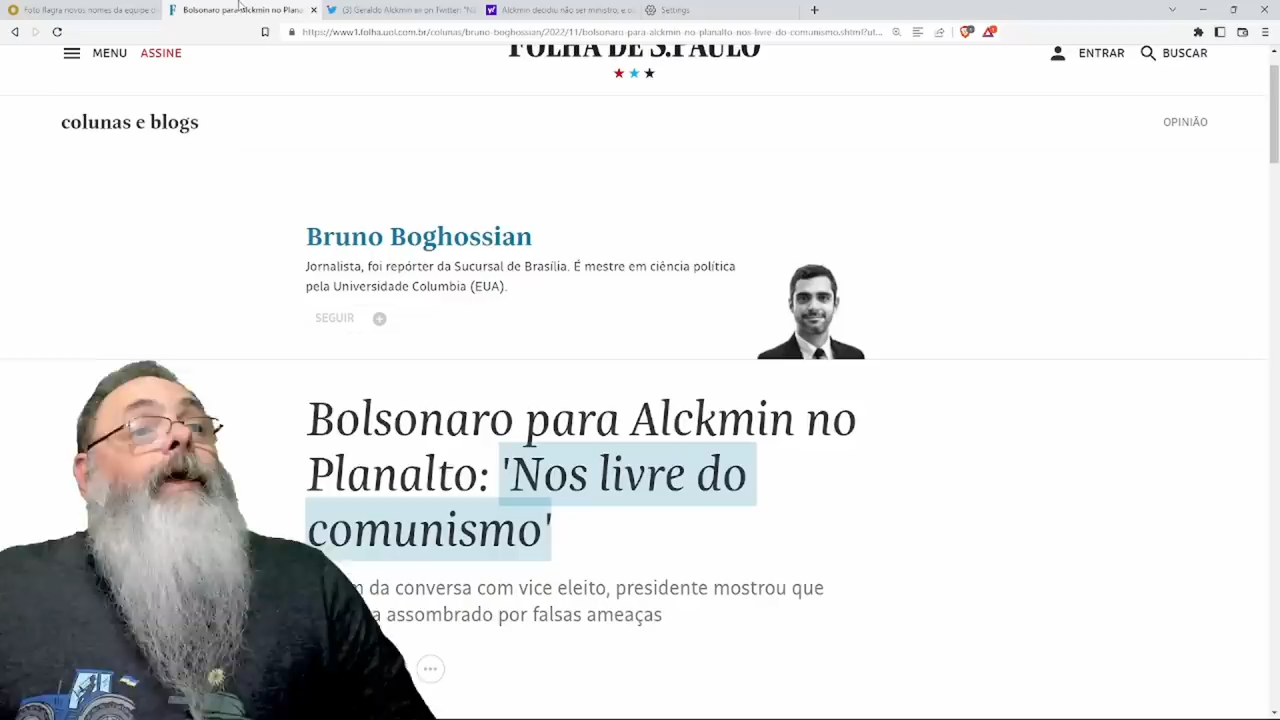 Foto flagra novos nomes da equipe d
Bolsonaro para Alckmin no Plana
(3) Geraldo Alckmin on Twitter: "N
Alckmin decidiu não ser ministro, e o
Settings
https://www1.folha.uol.com.br/colunas/bruno-boghossian/2022/11/bolsonaro-para-alckmin-no-planalto-nos-livre-do-comunismo.shtml?ut...
MENU ASSINE
FOLHA DE S.PAULO
ENTRAR BUSCAR
colunas e blogs
OPINIÃO
Bruno Boghossian
Jornalista, foi repórter da Sucursal de Brasília. É mestre em ciência política
pela Universidade Columbia (EUA).
SEGUIR
Bolsonaro para Alckmin no
Planalto: 'Nos livre do
comunismo'
da conversa com vice eleito, presidente mostrou que
assombrado por falsas ameaças